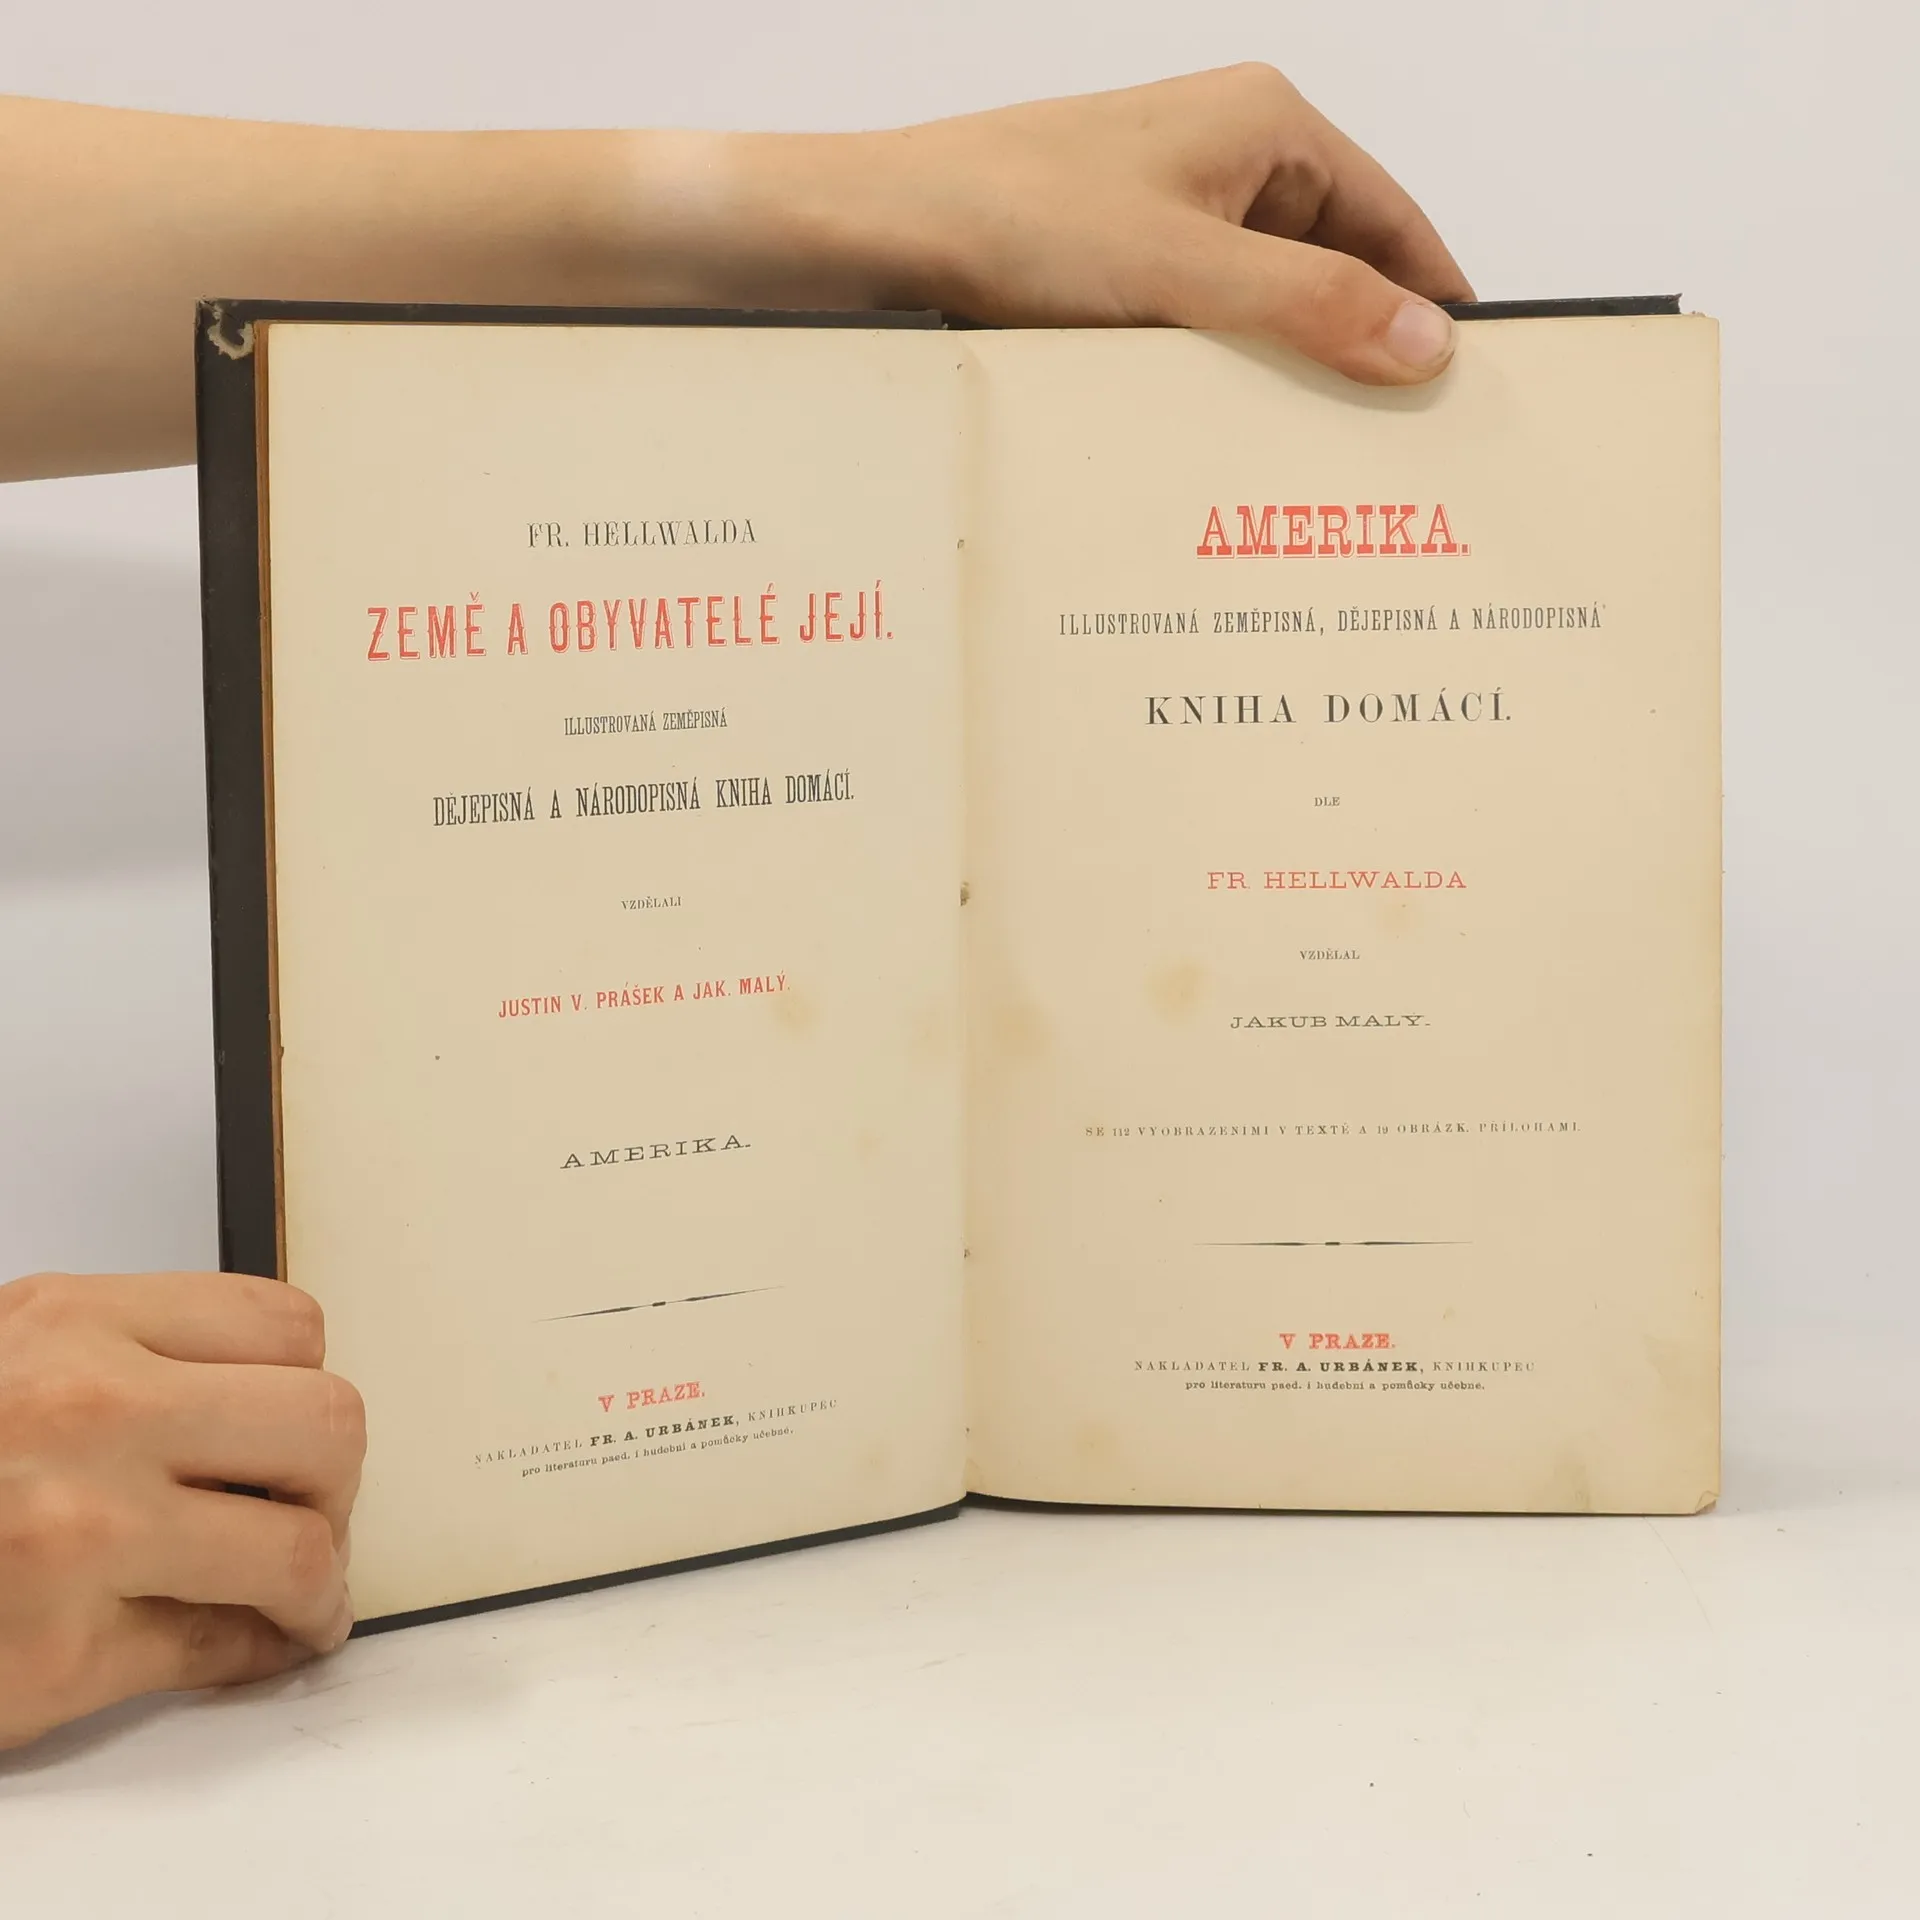 FR. HELLWALDA
ZEMĚ A OBYVATELÉ JEJÍ.
ILLUSTROVANÁ ZEMĚPISNÁ
DĚJEPISNÁ A NÁRODOPISNÁ KNIHA DOMÁCÍ.
VZDĚLALI
JUSTIN V. PRÁŠEK A JAK. MALÝ.
AMERIKA.
V PRAZE.
NAKLADATEL FR. A. URBÁNEK, KNIHKUPEC
pro literaturu paed. i hudební a pomůcky učebné.
AMERIKA.
ILLUSTROVANÁ ZEMĚPISNÁ, DĚJEPISNÁ A NÁRODOPISNÁ
KNIHA DOMÁCÍ.
DLE
FR. HELLWALDA
VZDĚLAL
JAKUB MALÝ.
SE 112 VYOBRAZENIMI V TEXTĚ A 19 OBRÁZK. PŘÍLOHAMI.
V PRAZE.
NAKLADATEL FR. A. URBÁNEK, KNIHKUPEC
pro literaturu paed. i hudební a pomůcky učebné.